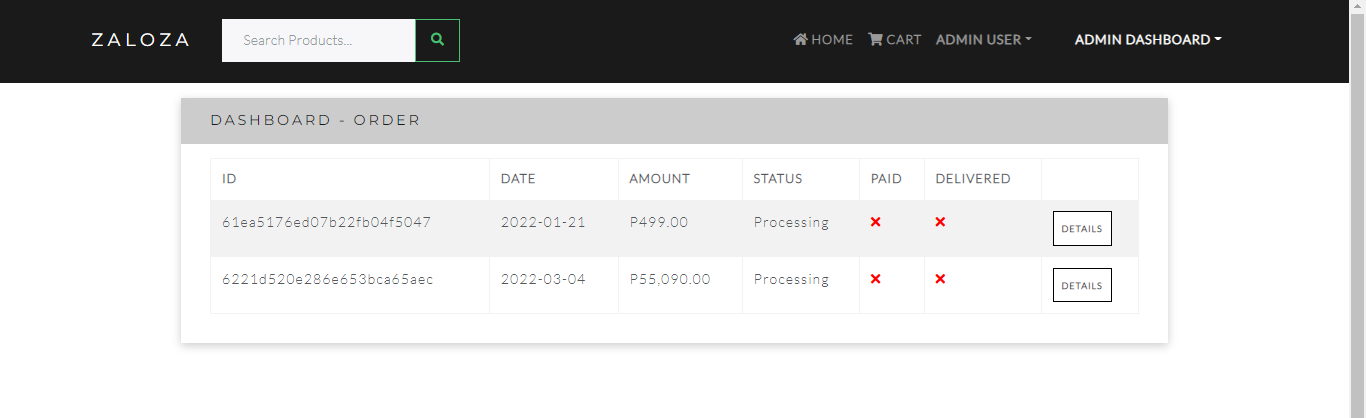 ZALOZA Search Products... HOME CART ADMIN USER ADMIN DASHBOARD
DASHBOARD - ORDER
ID DATE AMOUNT STATUS PAID DELIVERED
61ea5176ed07b22fb04f5047 2022-01-21 P499.00 Processing DETAILS
6221d520e286e653bca65aec 2022-03-04 P55,090.00 Processing DETAILS